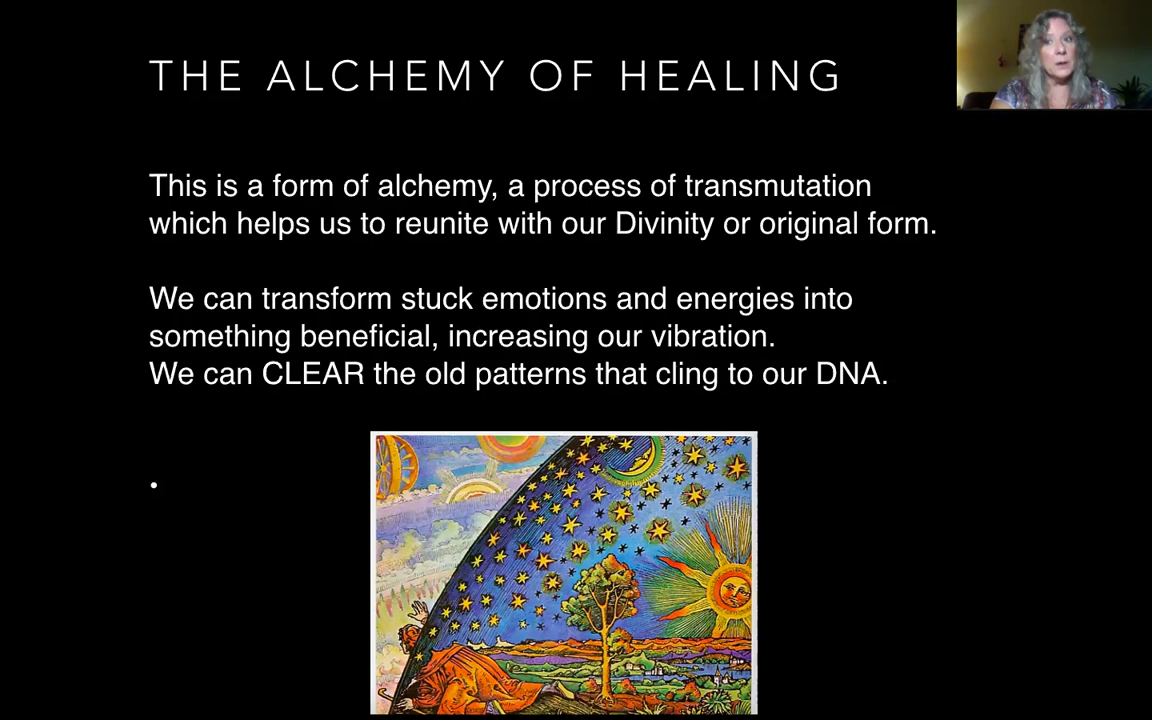 THE ALCHEMY OF HEALING
This is a form of alchemy, a process of transmutation
which helps us to reunite with our Divinity or original form.
We can transform stuck emotions and energies into
something beneficial, increasing our vibration.
We can CLEAR the old patterns that cling to our DNA.